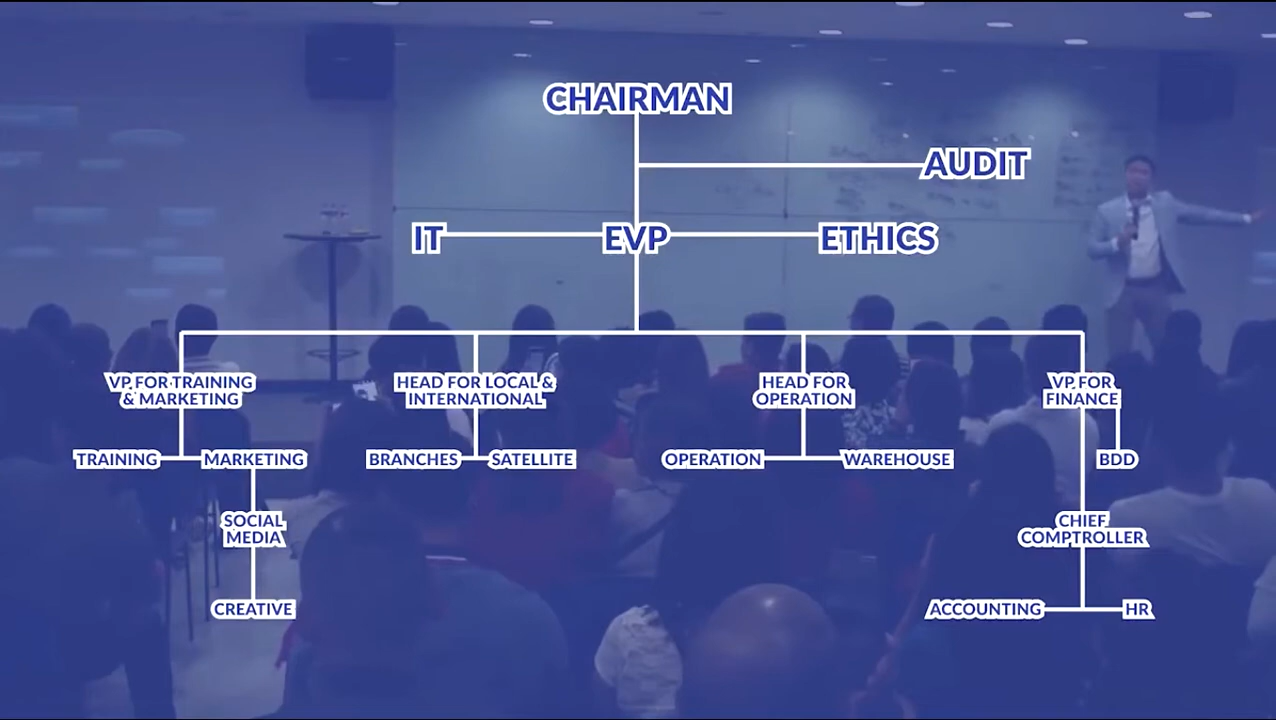 CHAIRMAN
AUDIT
IT
EVP
ETHICS
VP FOR TRAINING
& MARKETING
HEAD FOR LOCAL &
INTERNATIONAL
HEAD FOR
OPERATION
VP FOR
FINANCE
TRAINING
MARKETING
BRANCHES
SATELLITE
OPERATION
WAREHOUSE
BDD
SOCIAL
MEDIA
CHIEF
COMPTROLLER
CREATIVE
ACCOUNTING
HR